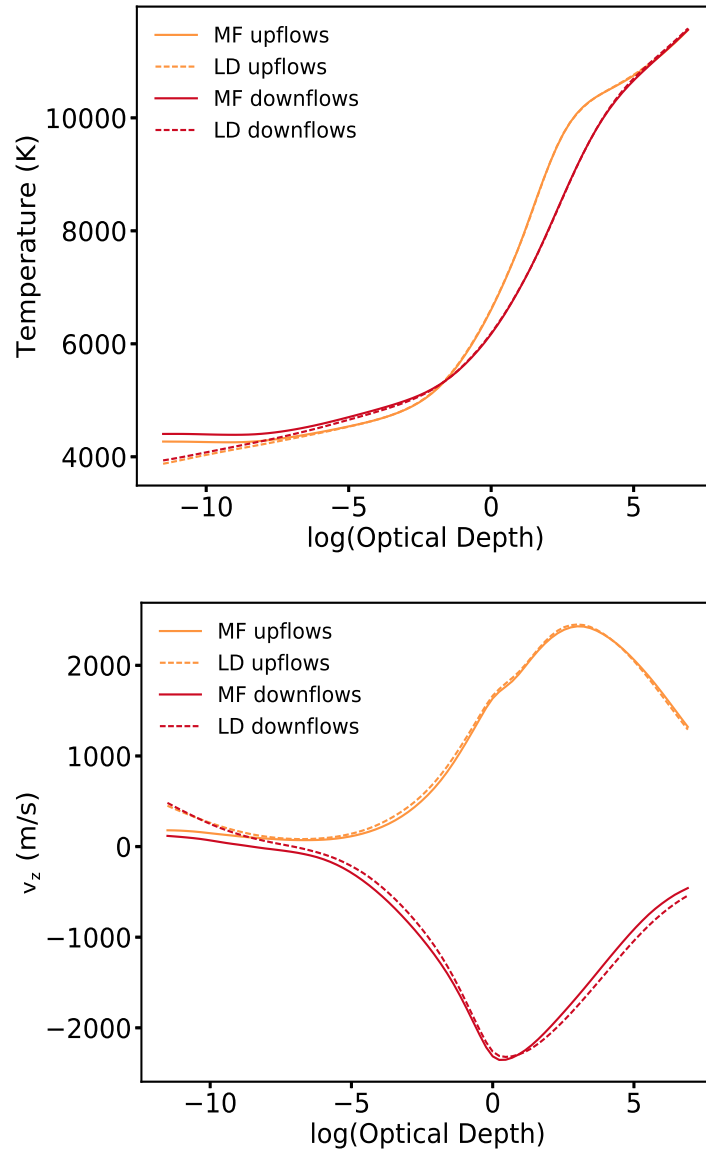 MF upflows
LD upflows
MF downflows
LD downflows
Temperature (K)
10000
8000
6000
4000
−10 −5 0 5
log(Optical Depth)
MF upflows
LD upflows
MF downflows
LD downflows
v_z (m/s)
2000
1000
0
−1000
−2000
−10 −5 0 5
log(Optical Depth)